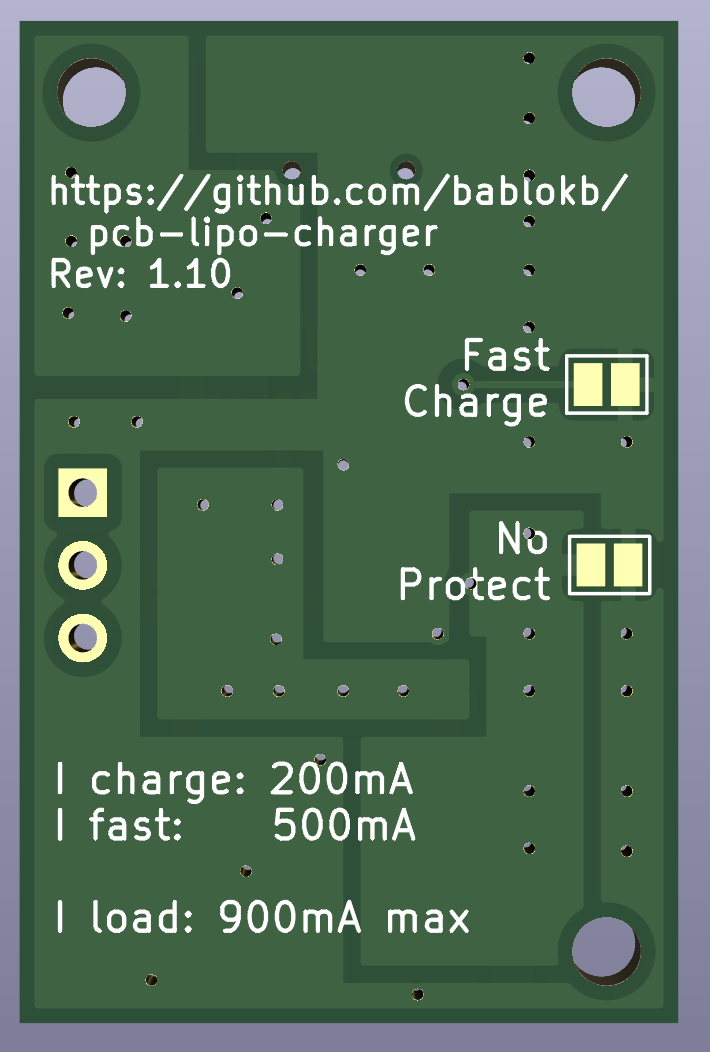 https://github.com/bablokb/
pcb-lipo-charger
Rev: 1.10
Fast
Charge
No
Protect
I charge: 200mA
I fast: 500mA
I load: 900mA max